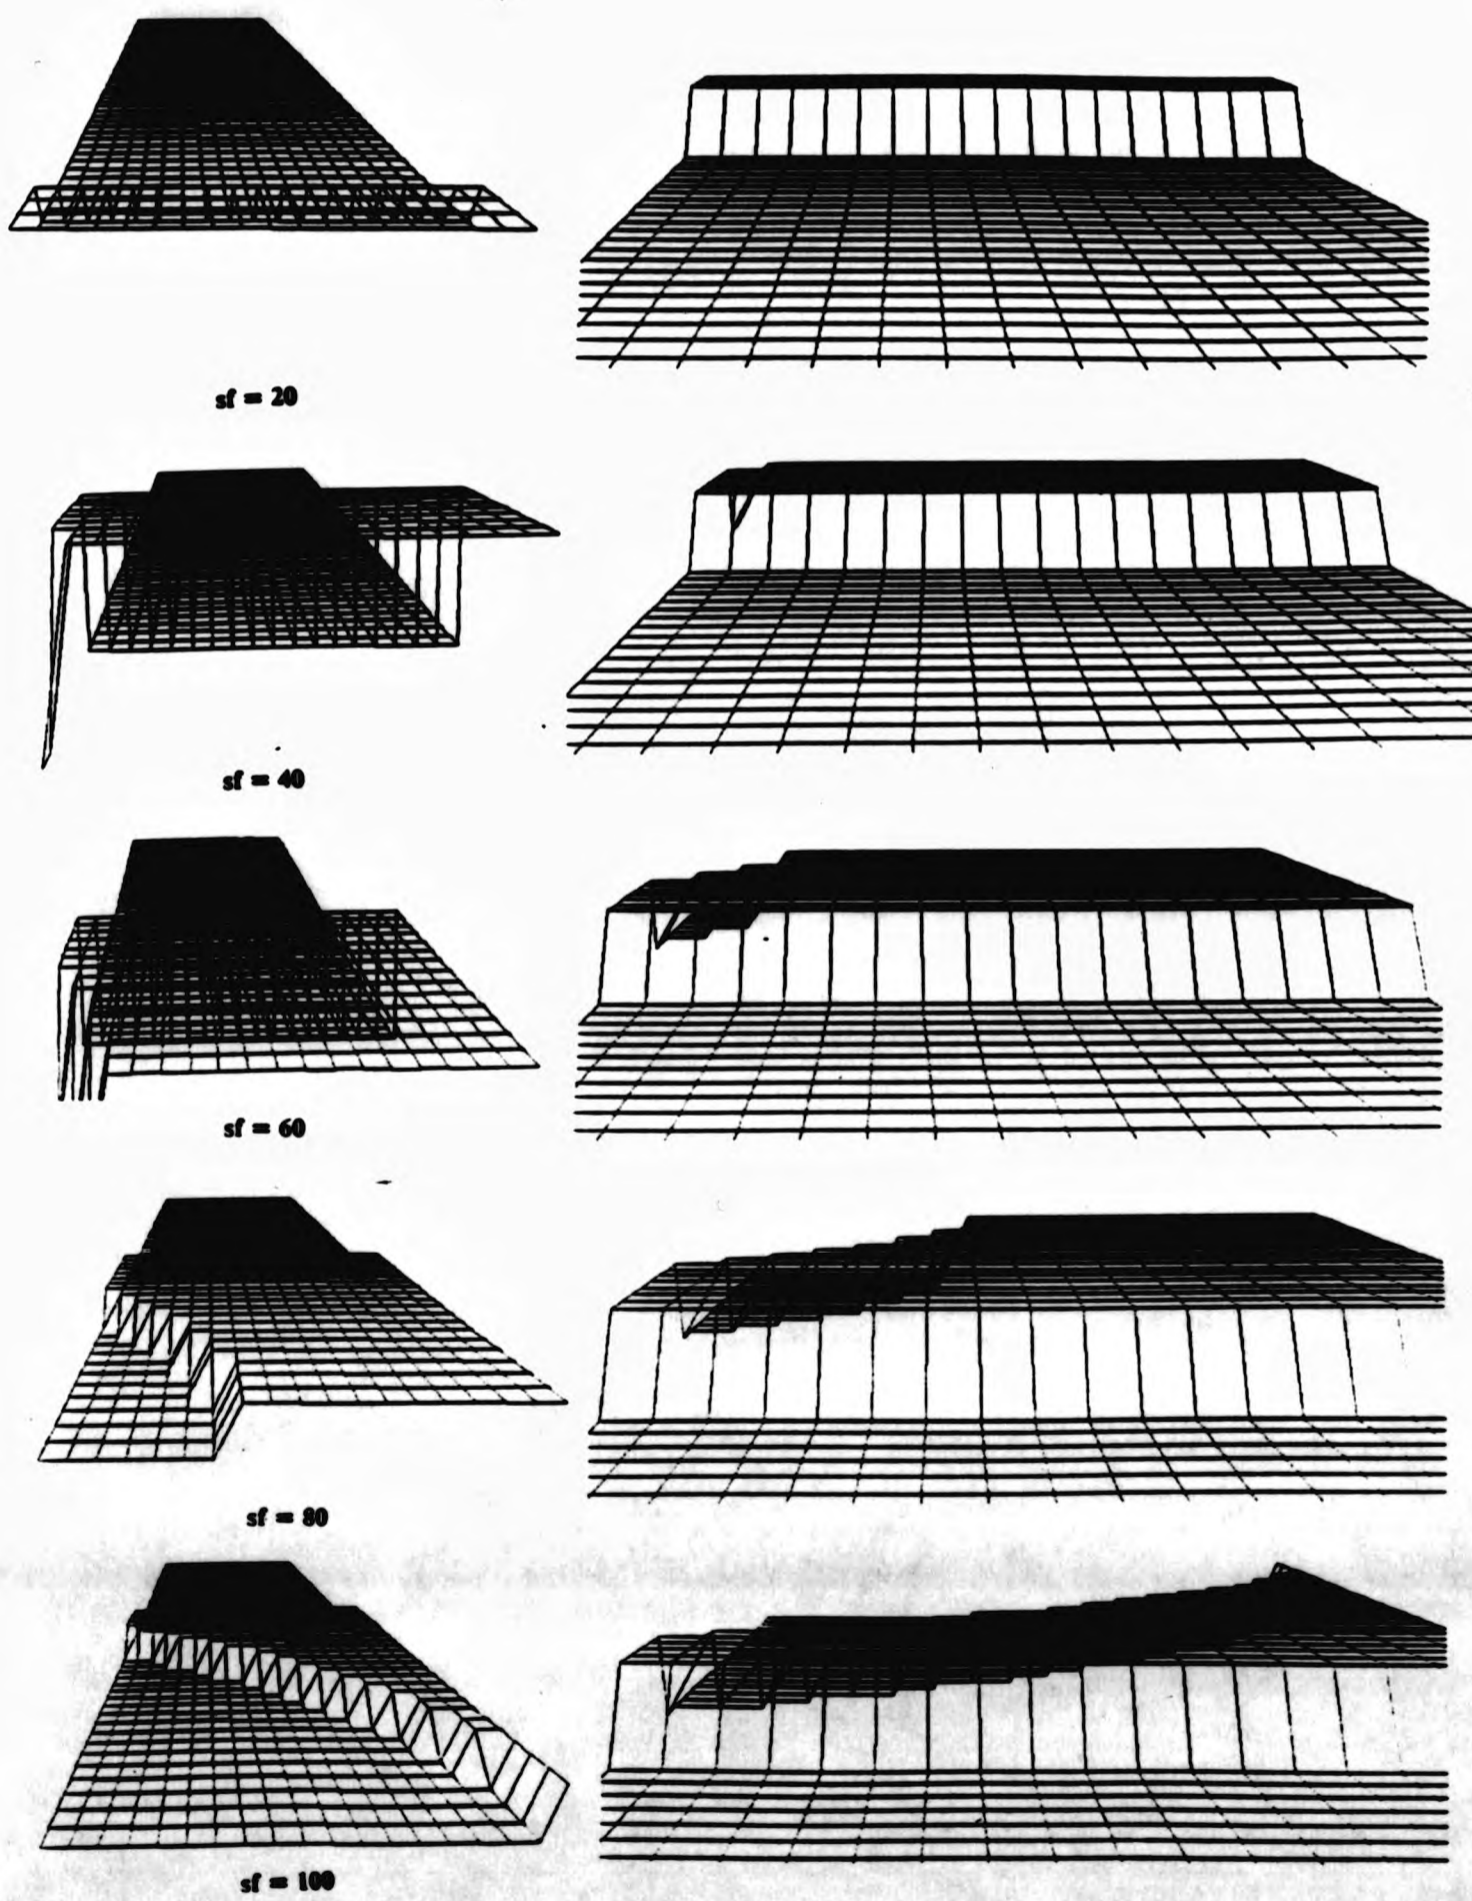 sf = 20
sf = 40
sf = 60
sf = 80
sf = 100